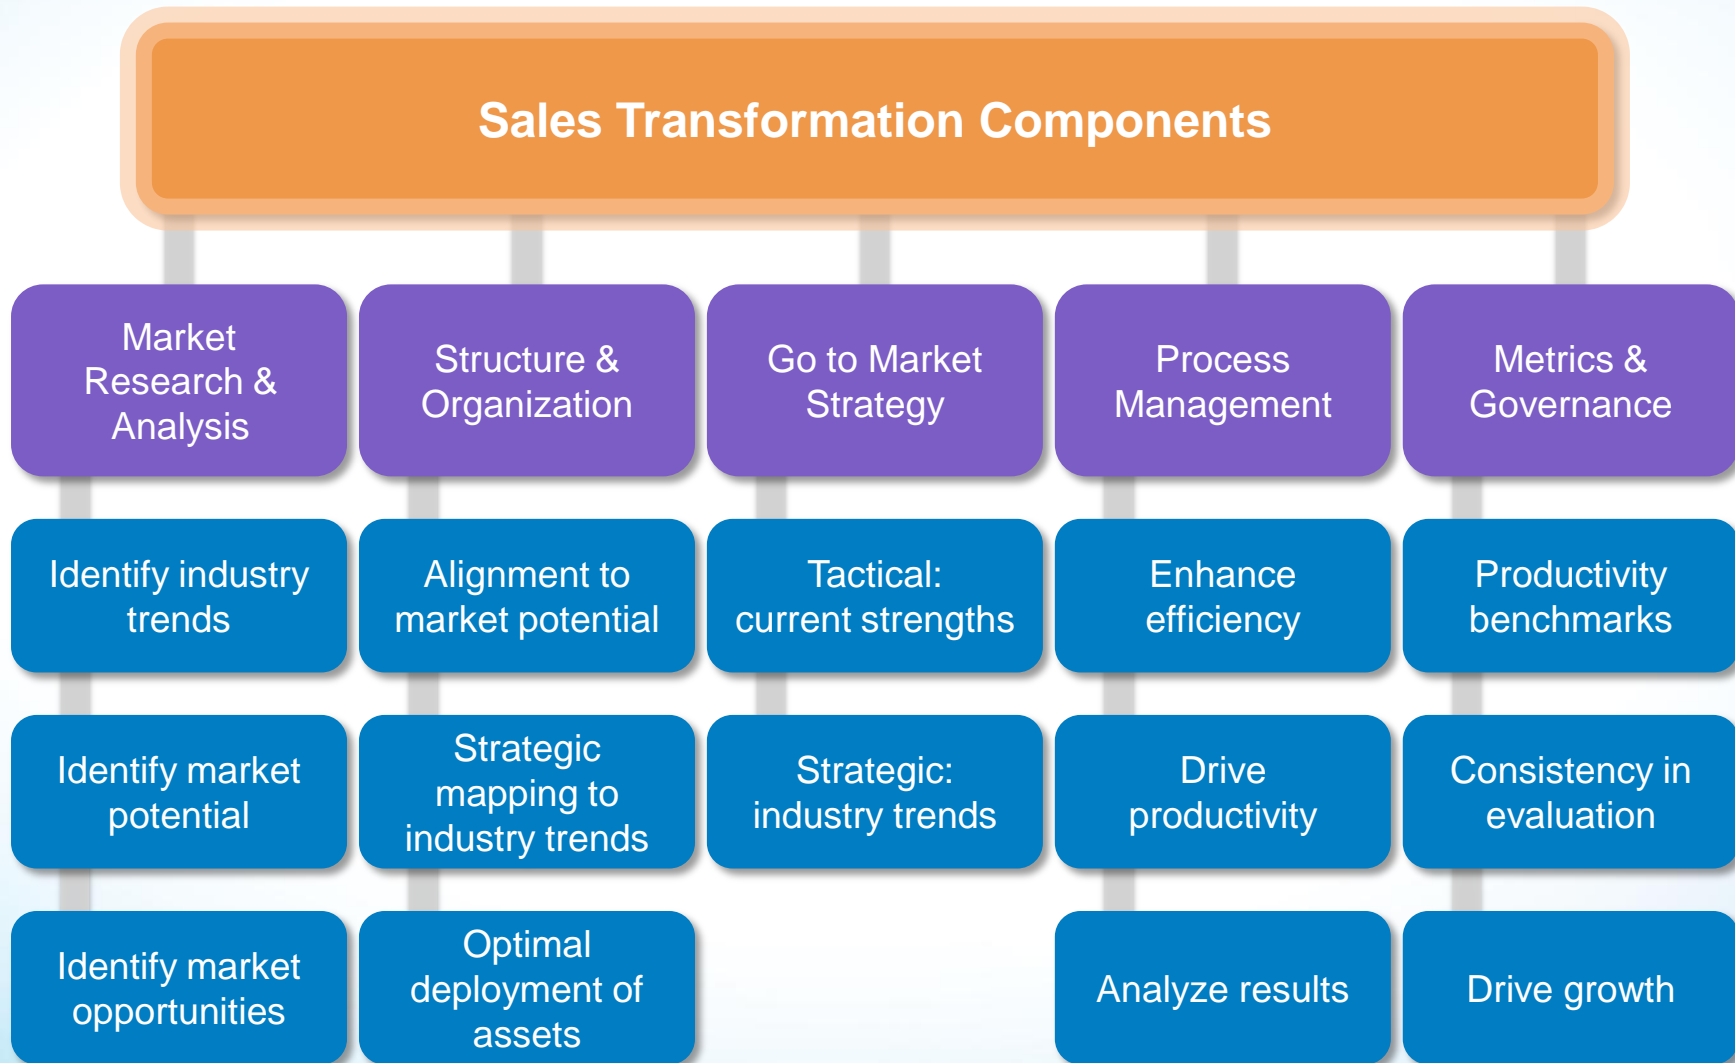 Sales Transformation Components
Market
Research &
Analysis
Structure &
Organization
Go to Market
Strategy
Process
Management
Metrics &
Governance
Identify industry
trends
Alignment to
market potential
Tactical:
current strengths
Enhance
efficiency
Productivity
benchmarks
Identify market
potential
Strategic
mapping to
industry trends
Strategic:
industry trends
Drive
productivity
Consistency in
evaluation
Identify market
opportunities
Optimal
deployment of
assets
Analyze results
Drive growth